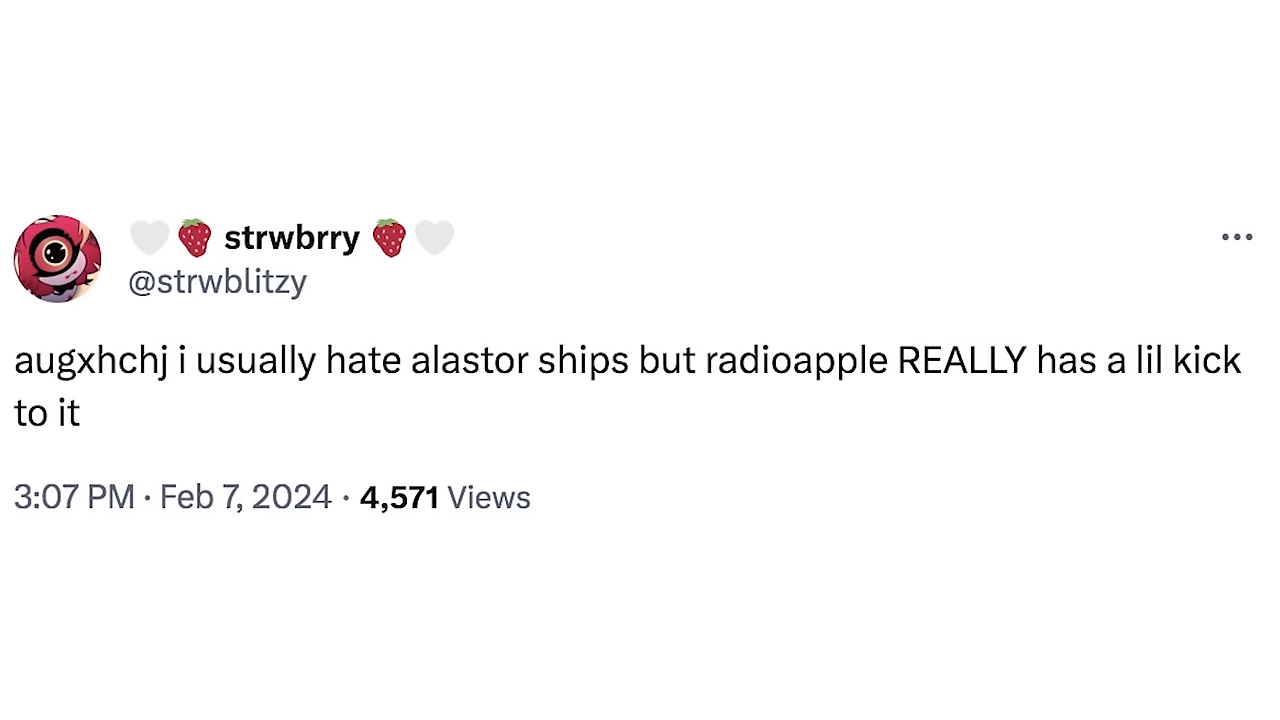 🤍🍓 strwbrry 🍓🤍
@strwblitzy
augxhchj i usually hate alastor ships but radioapple REALLY has a lil kick
to it
3:07 PM · Feb 7, 2024 · 4,571 Views